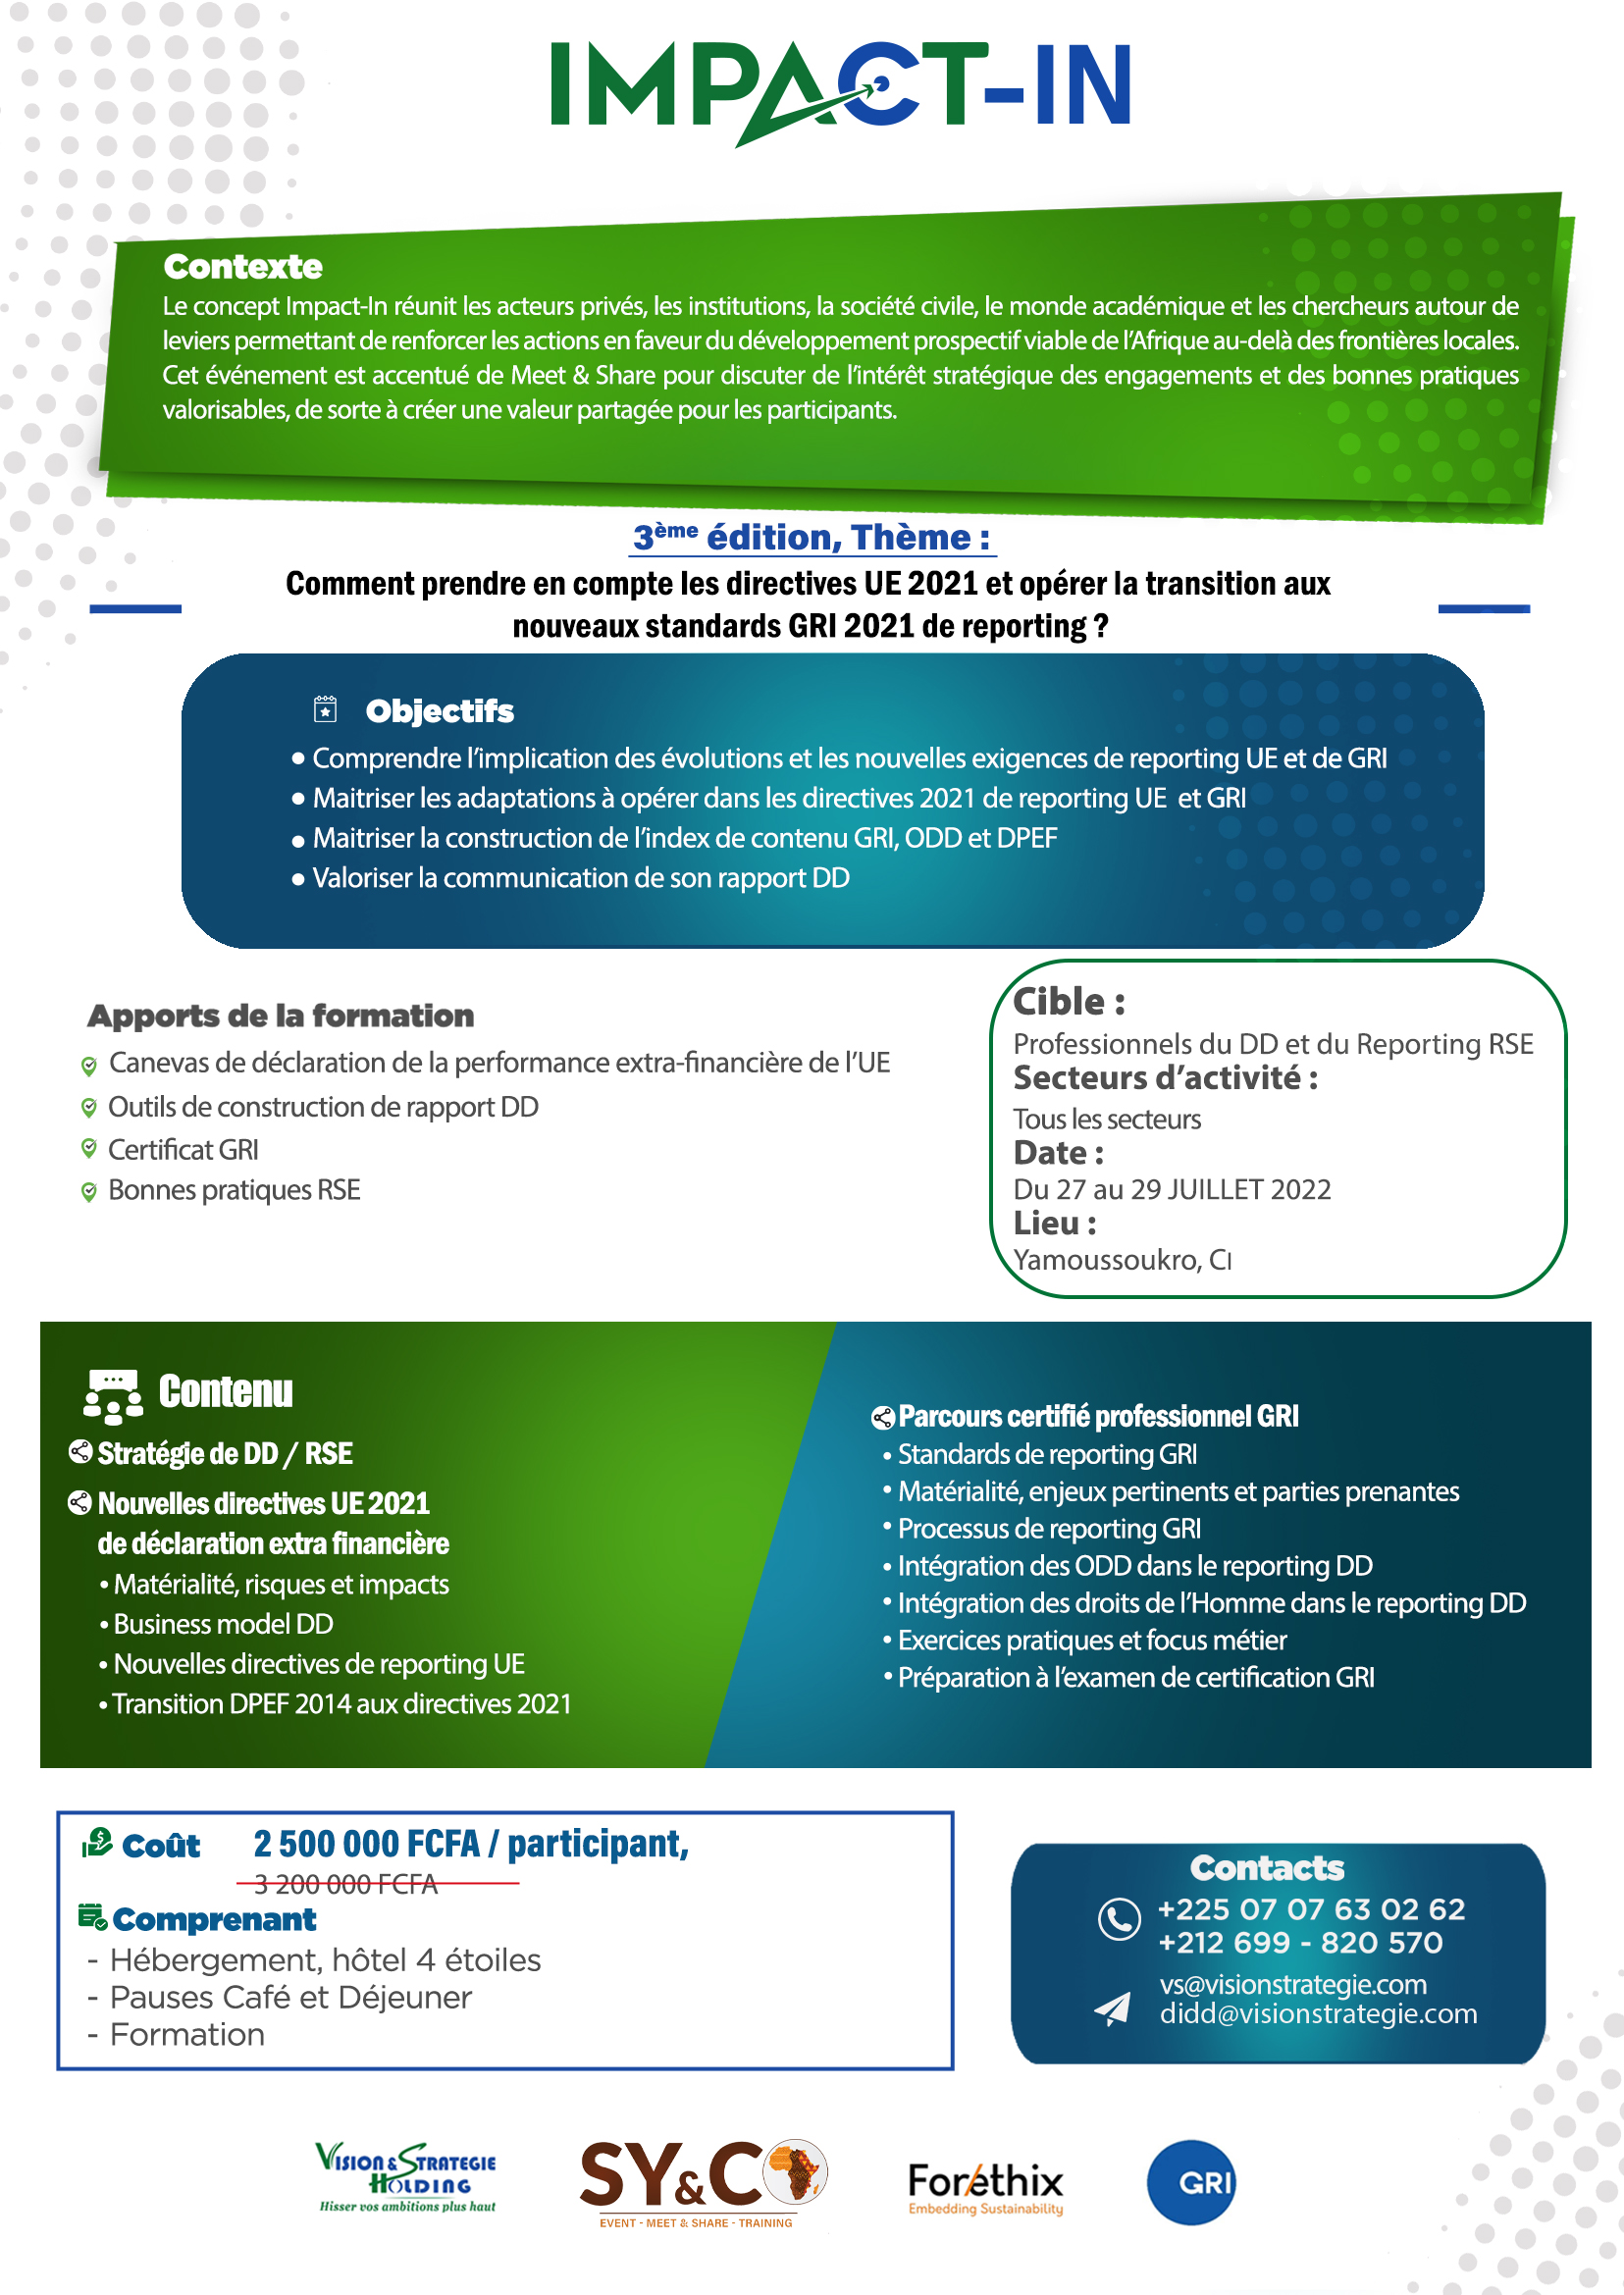 IMPACT-IN
Contexte
Le concept Impact-In réunit les acteurs privés, les institutions, la société civile, le monde académique et les chercheurs autour de
leviers permettant de renforcer les actions en faveur du développement prospectif viable de l'Afrique au-delà des frontières locales.
Cet événement est accentué de Meet & Share pour discuter de l'intérêt stratégique des engagements et des bonnes pratiques
valorisables, de sorte à créer une valeur partagée pour les participants.
3ème édition, Thème :
Comment prendre en compte les directives UE 2021 et opérer la transition aux
nouveaux standards GRI 2021 de reporting ?
Objectifs
• Comprendre l'implication des évolutions et les nouvelles exigences de reporting UE et de GRI
• Maitriser les adaptations à opérer dans les directives 2021 de reporting UE et GRI
• Maitriser la construction de l'index de contenu GRI, ODD et DPEF
• Valoriser la communication de son rapport DD
Apports de la formation
Canevas de déclaration de la performance extra-financière de l'UE
Outils de construction de rapport DD
Certificat GRI
Bonnes pratiques RSE
Cible :
Professionnels du DD et du Reporting RSE
Secteurs d'activité :
Tous les secteurs
Date :
Du 27 au 29 JUILLET 2022
Lieu :
Yamoussoukro, CI
Contenu
Stratégie de DD / RSE
Nouvelles directives UE 2021
de déclaration extra financière
• Matérialité, risques et impacts
• Business model DD
• Nouvelles directives de reporting UE
• Transition DPEF 2014 aux directives 2021
Parcours certifié professionnel GRI
• Standards de reporting GRI
• Matérialité, enjeux pertinents et parties prenantes
• Processus de reporting GRI
• Intégration des ODD dans le reporting DD
• Intégration des droits de l'Homme dans le reporting DD
• Exercices pratiques et focus métier
• Préparation à l'examen de certification GRI
Coût 2 500 000 FCFA / participant,
3 200 000 FCFA
Comprenant
- Hébergement, hôtel 4 étoiles
- Pauses Café et Déjeuner
- Formation
Contacts
+225 07 07 63 02 62
+212 699 - 820 570
vs@visionstrategie.com
didd@visionstrategie.com
VISION & STRATEGIE
HOLDING
Hisser vos ambitions plus haut
SY&CO
EVENT - MEET & SHARE - TRAINING
Forethix
Embedding Sustainability
GRI